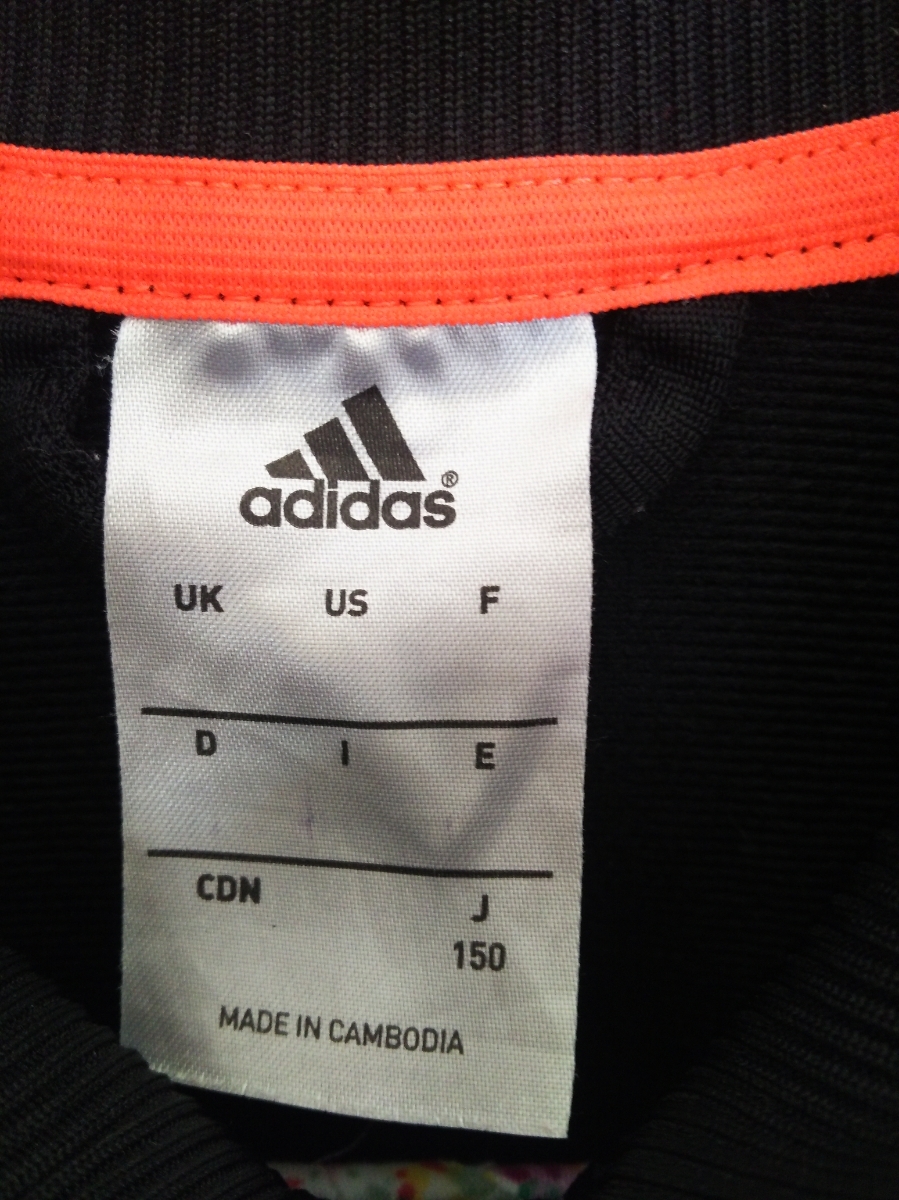 adidas®
UK US F
D I E
CDN J
150
MADE IN CAMBODIA